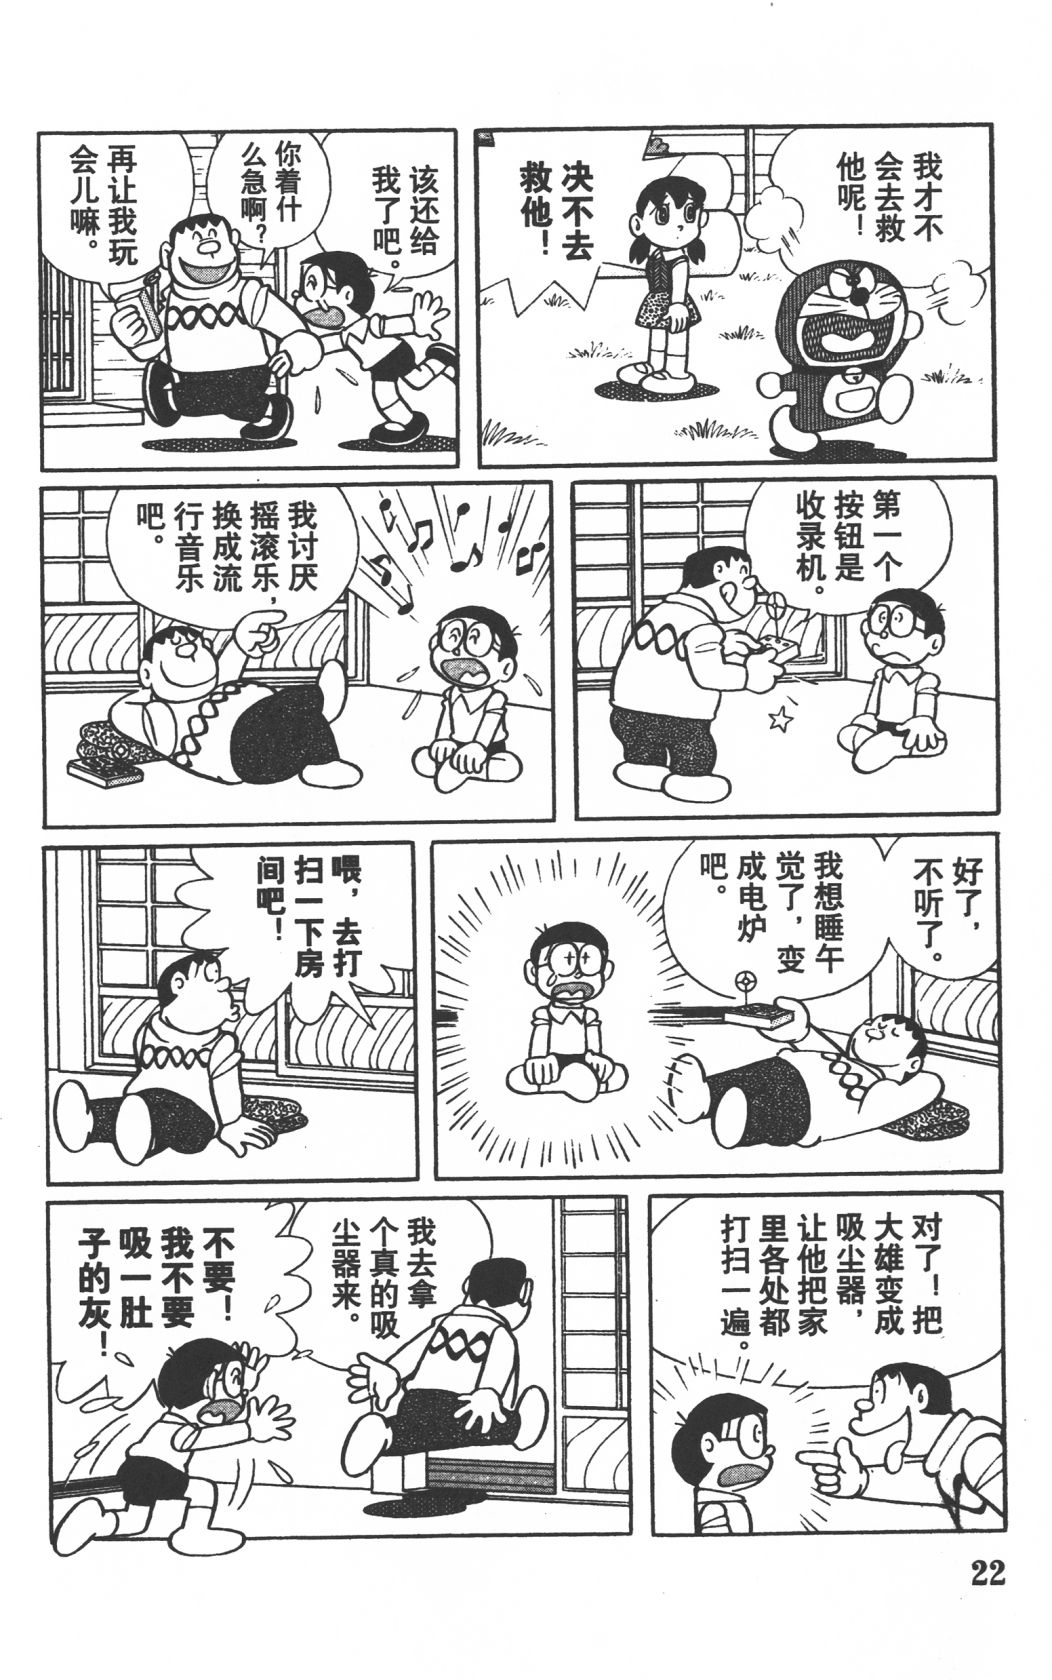 我才不
会去救
他呢！
决不去
救他！
该还给
我了吧。
你着什
么急啊？
再让我玩
会儿嘛。
第一个
按钮是
收录机。
我讨厌
摇滚乐，
换成流
行音乐
吧。
好了，
不听了。
我想睡午
觉了，变
成电炉
吧。
喂，去打
扫一下房
间吧！
对了！把
大雄变成
吸尘器，
让他把家
里各处都
打扫一遍。
我去拿
个真的吸
尘器来。
不要！
我不要
吸一肚
子的灰！
22